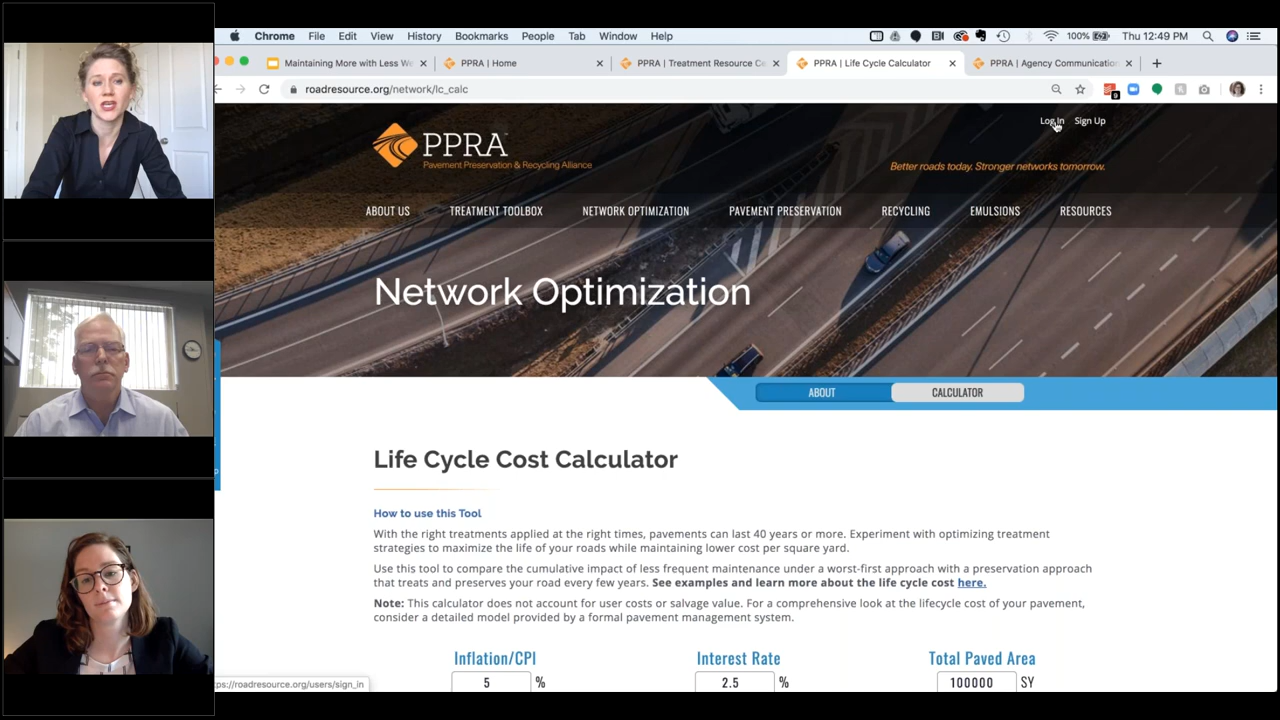 Chrome File Edit View History Bookmarks People Tab Window Help 100% Thu 12:49 PM
Maintaining More with Less We PPRA | Home PPRA | Treatment Resource Ce PPRA | Life Cycle Calculator PPRA | Agency Communication
roadresource.org/network/lc_calc
9
Log In Sign Up
PPRA
Pavement Preservation & Recycling Alliance
Better roads today. Stronger networks tomorrow.
ABOUT US TREATMENT TOOLBOX NETWORK OPTIMIZATION PAVEMENT PRESERVATION RECYCLING EMULSIONS RESOURCES
Network Optimization
ABOUT CALCULATOR
Life Cycle Cost Calculator
How to use this Tool
With the right treatments applied at the right times, pavements can last 40 years or more. Experiment with optimizing treatment
strategies to maximize the life of your roads while maintaining lower cost per square yard.
Use this tool to compare the cumulative impact of less frequent maintenance under a worst-first approach with a preservation approach
that treats and preserves your road every few years. See examples and learn more about the life cycle cost here.
Note: This calculator does not account for user costs or salvage value. For a comprehensive look at the lifecycle cost of your pavement,
consider a detailed model provided by a formal pavement management system.
Inflation/CPI Interest Rate Total Paved Area
5 % 2.5 % 100000 SY
ps://roadresource.org/users/sign_in